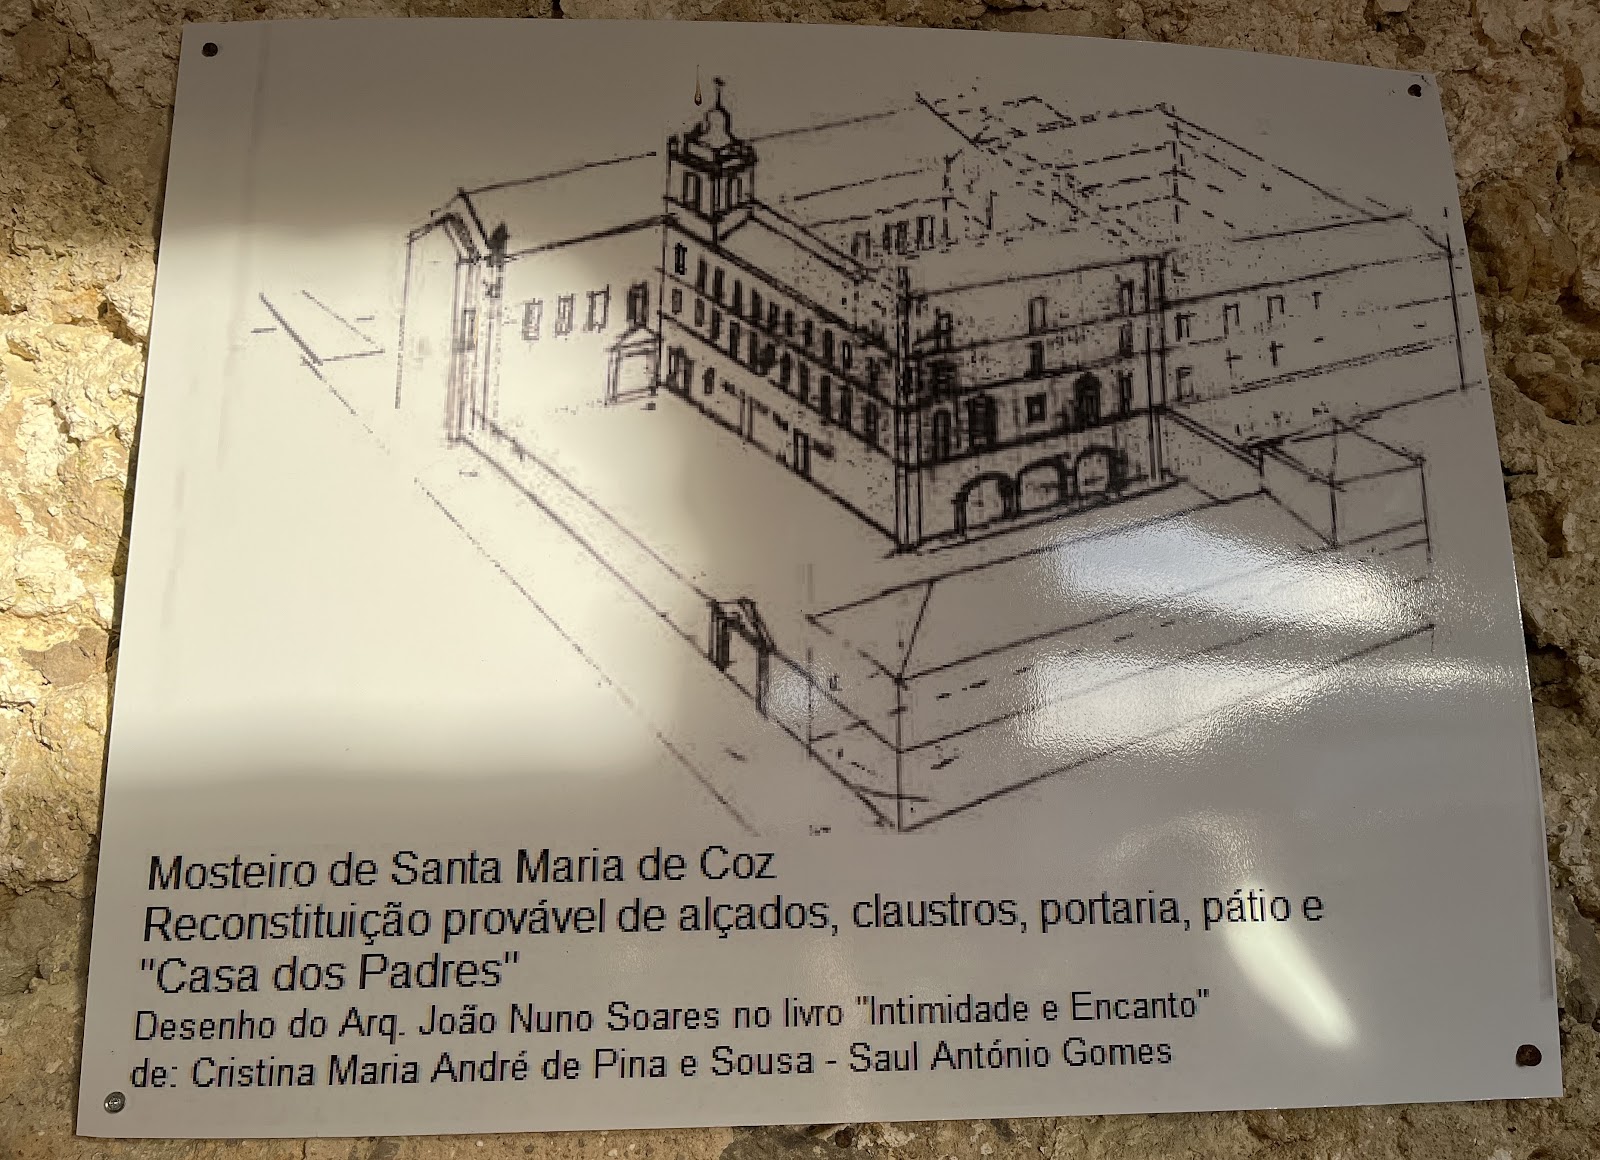 Mosteiro de Santa Maria de Coz
Reconstituição provável de alçados, claustros, portaria, pátio e
"Casa dos Padres"
Desenho do Arq. João Nuno Soares no livro "Intimidade e Encanto"
de: Cristina Maria André de Pina e Sousa - Saul António Gomes